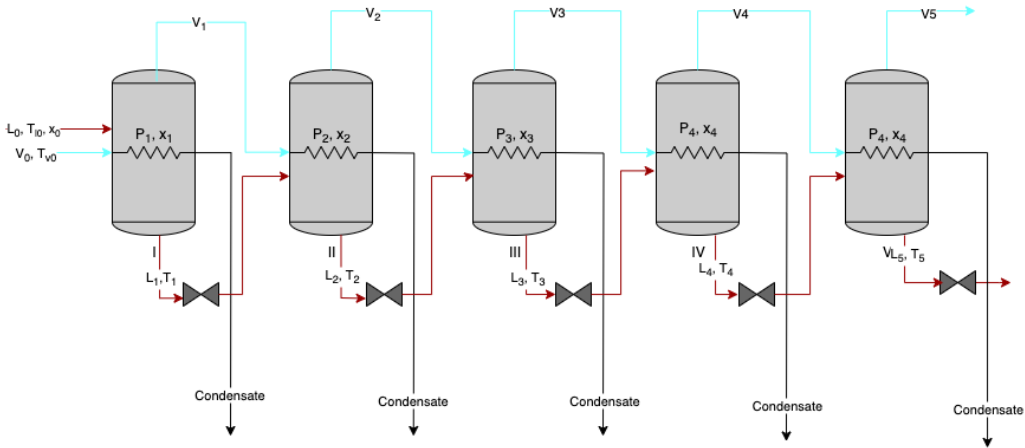 V₁
V₂
V3
V4
V5
L₀, Tₗ₀, x₀
V₀, Tᵥ₀
P₁, x₁
P₂, x₂
P₃, x₃
P₄, x₄
P₄, x₄
I
II
III
IV
V
L₁,T₁
L₂, T₂
L₃, T₃
L₄, T₄
L₅, T₅
Condensate
Condensate
Condensate
Condensate
Condensate